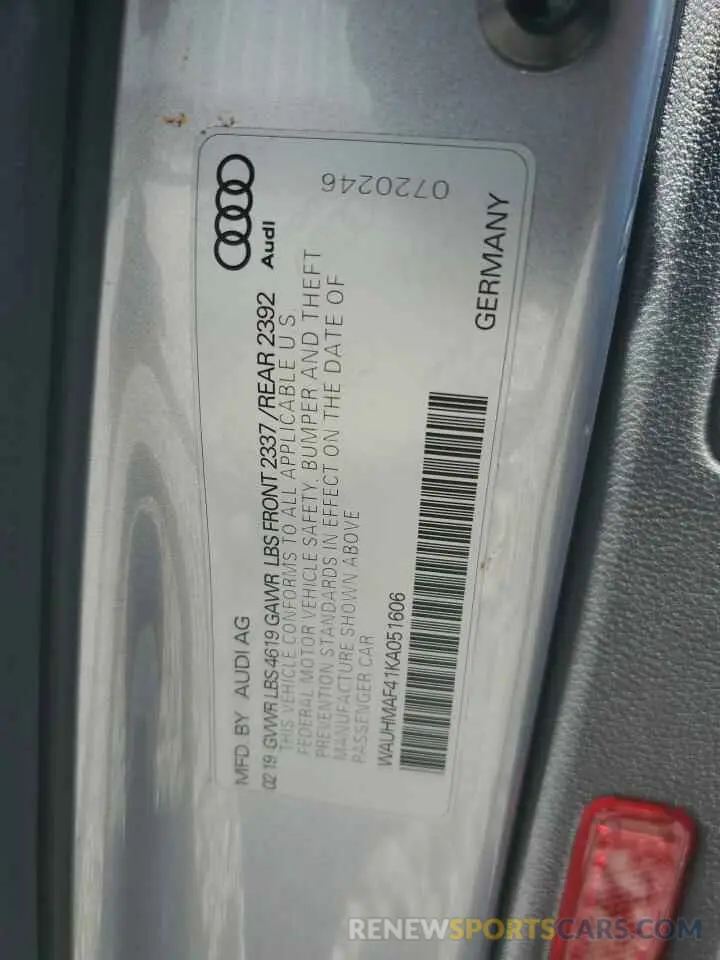 MFD BY AUDI AG
Audi
02 19 GVWR LBS 4619 GAWR LBS FRONT 2337 / REAR 2392
THIS VEHICLE CONFORMS TO ALL APPLICABLE U S
FEDERAL MOTOR VEHICLE SAFETY, BUMPER AND THEFT
PREVENTION STANDARDS IN EFFECT ON THE DATE OF
MANUFACTURE SHOWN ABOVE
PASSENGER CAR
WAUHMAF41KA051606
GERMANY
0720246
RENEWSPORTSCARS.COM